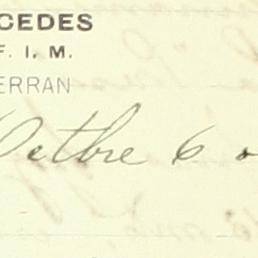 CEDES
F. I. M.
ERRAN
Octbre 6